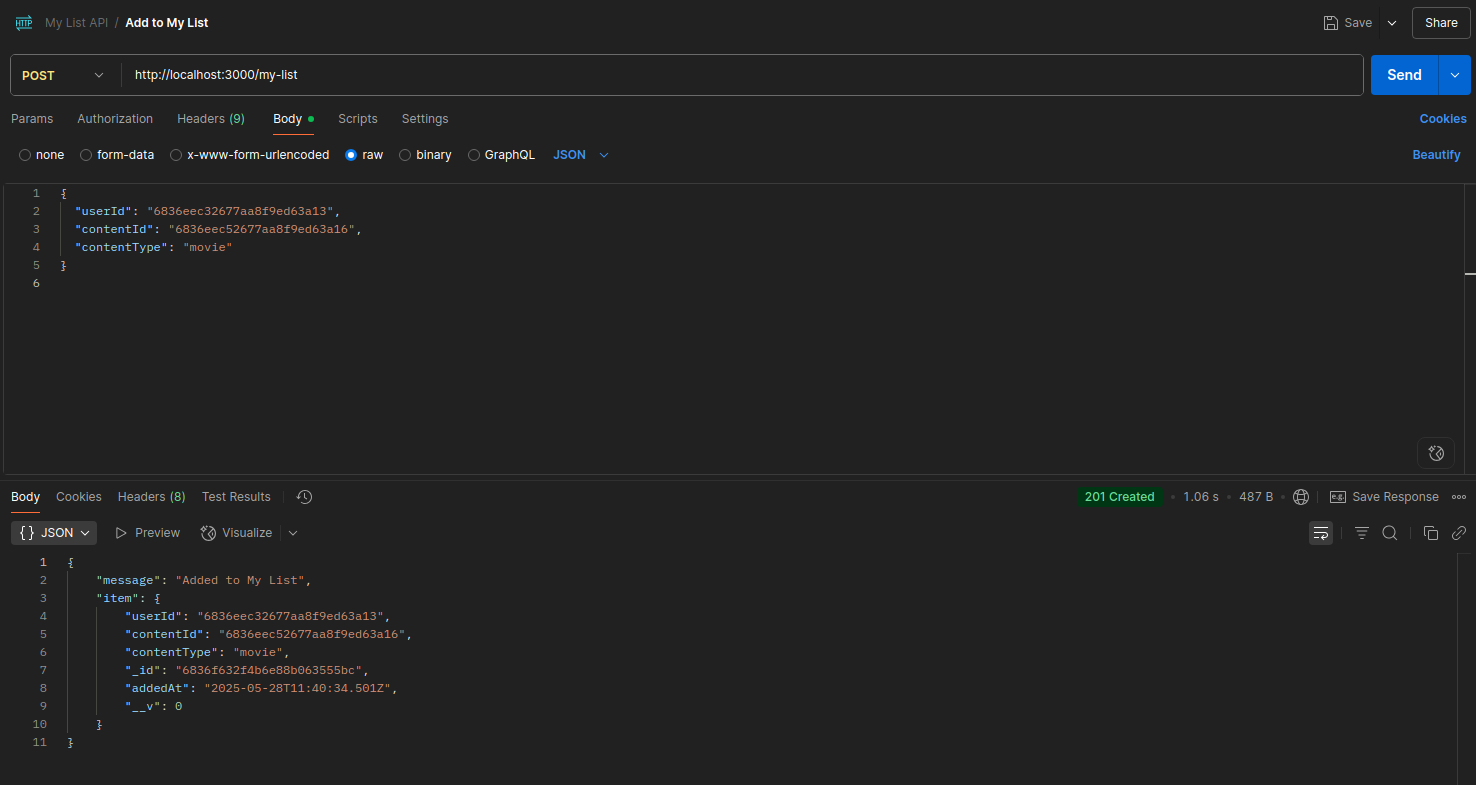 HTTP My List API / Add to My List Save Share
POST http://localhost:3000/my-list Send
Params Authorization Headers (9) Body Scripts Settings Cookies
none form-data x-www-form-urlencoded raw binary GraphQL JSON Beautify
1 {
2 "userId": "6836eec32677aa8f9ed63a13",
3 "contentId": "6836eec52677aa8f9ed63a16",
4 "contentType": "movie"
5 }
6
Body Cookies Headers (8) Test Results 201 Created • 1.06 s • 487 B • e.g. Save Response
{} JSON Preview Visualize
1 {
2 "message": "Added to My List",
3 "item": {
4 "userId": "6836eec32677aa8f9ed63a13",
5 "contentId": "6836eec52677aa8f9ed63a16",
6 "contentType": "movie",
7 "_id": "6836f632f4b6e88b063555bc",
8 "addedAt": "2025-05-28T11:40:34.501Z",
9 "__v": 0
10 }
11 }